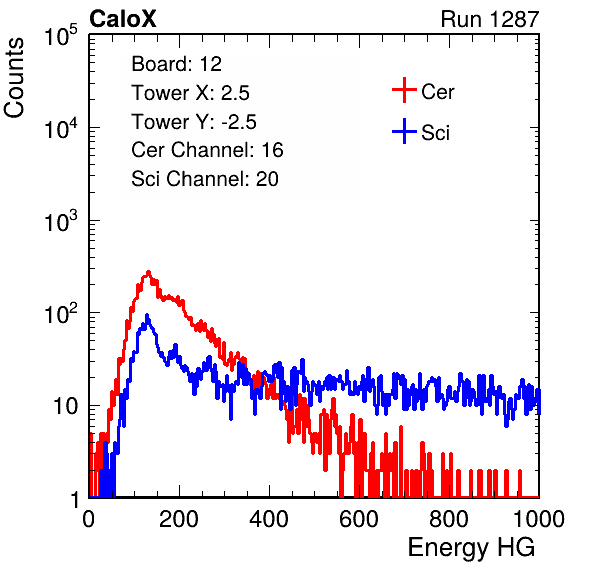 CaloX Run 1287
Counts
Board: 12
Tower X: 2.5
Tower Y: -2.5
Cer Channel: 16
Sci Channel: 20
Cer
Sci
10^5
10^4
10^3
10^2
10
1
0 200 400 600 800 1000
Energy HG